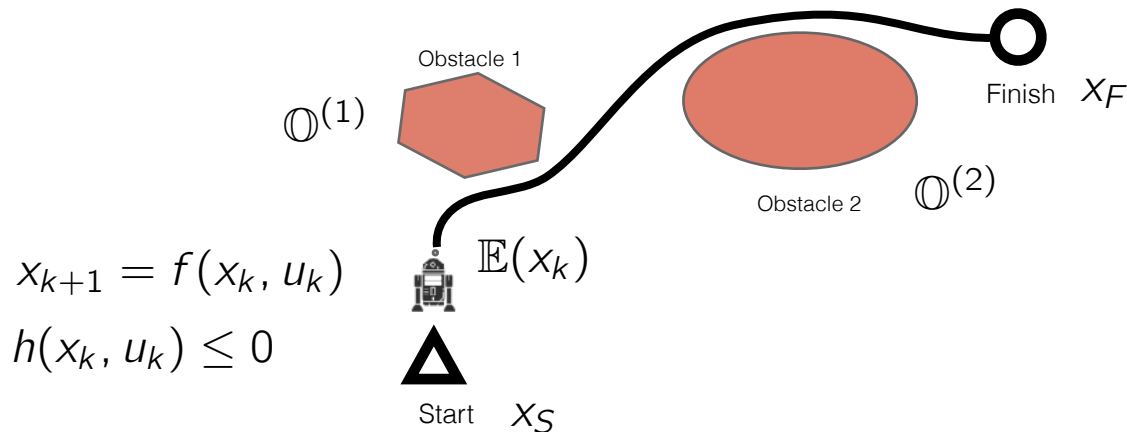 Obstacle 1
𝕆^(1)
Finish x_F
Obstacle 2
𝕆^(2)
𝔼(x_k)
x_{k+1} = f(x_k, u_k)
h(x_k, u_k) ≤ 0
Start x_S